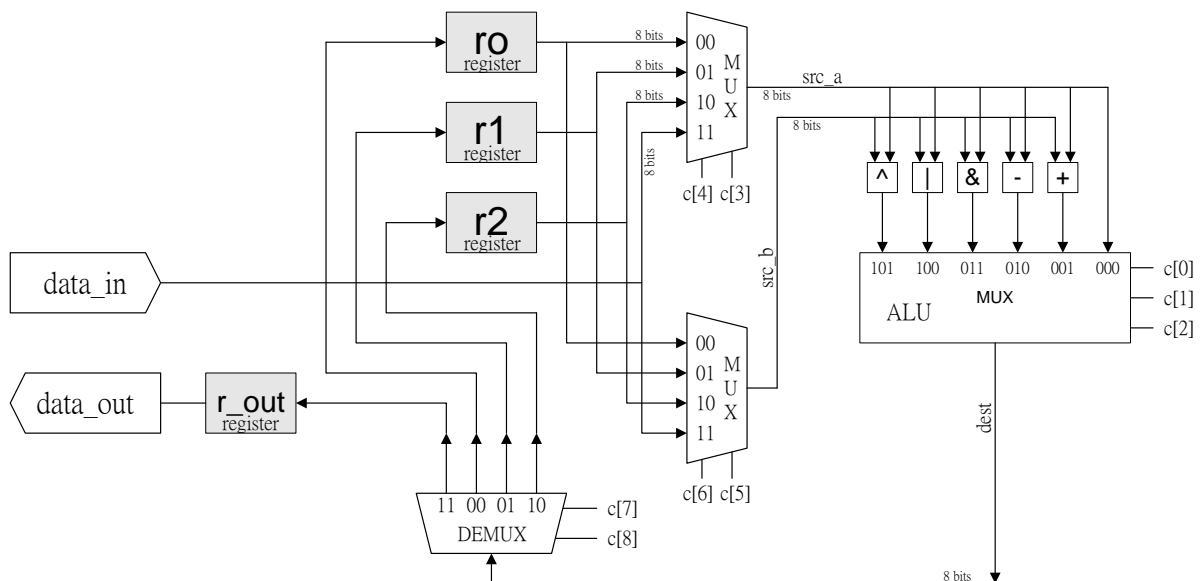 ro
register
8 bits
00
M
U
X
01
8 bits
10
8 bits
11
8 bits
src_a
8 bits
8 bits
r1
register
c[4]
c[3]
^
|
&
-
+
r2
register
src_b
data_in
101
100
011
010
001
000
c[0]
MUX
c[1]
ALU
c[2]
00
M
U
X
01
10
11
data_out
r_out
register
dest
c[6]
c[5]
11
00
01
10
c[7]
DEMUX
c[8]
8 bits